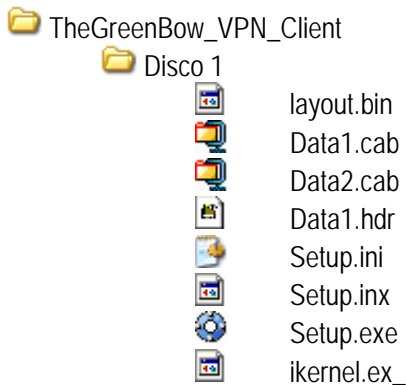 TheGreenBow_VPN_Client
Disco 1
layout.bin
Data1.cab
Data2.cab
Data1.hdr
Setup.ini
Setup.inx
Setup.exe
ikernel.ex_